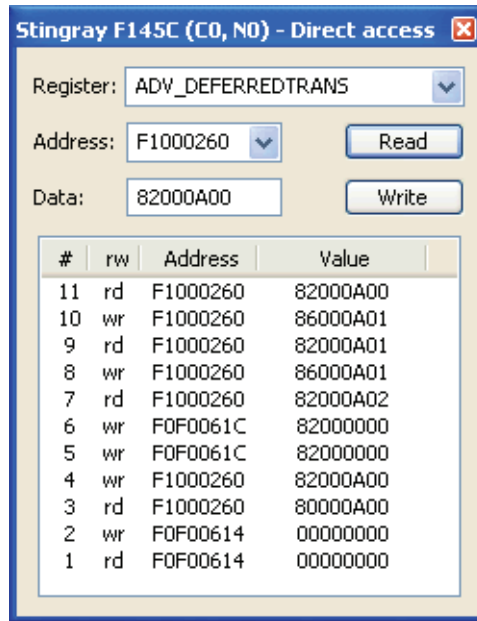 Stingray F145C (C0, N0) - Direct access
Register: ADV_DEFERREDTRANS
Address: F1000260 Read
Data: 82000A00 Write
# rw Address Value
11 rd F1000260 82000A00
10 wr F1000260 86000A01
9 rd F1000260 82000A01
8 wr F1000260 86000A01
7 rd F1000260 82000A02
6 wr F0F0061C 82000000
5 wr F0F0061C 82000000
4 wr F1000260 82000A00
3 rd F1000260 80000A00
2 wr F0F00614 00000000
1 rd F0F00614 00000000